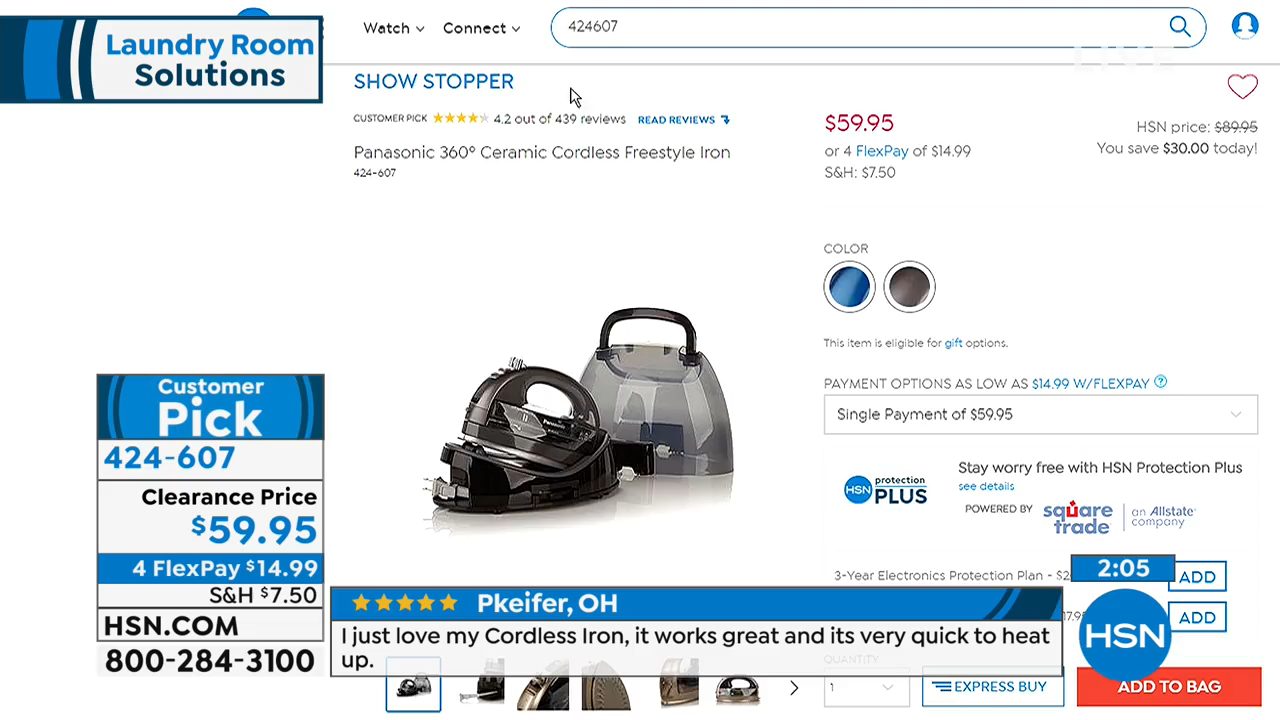 Laundry Room
Solutions
Watch
Connect
424607
LIVE
SHOW STOPPER
CUSTOMER PICK 4.2 out of 439 reviews READ REVIEWS
Panasonic 360° Ceramic Cordless Freestyle Iron
424-607
$59.95
HSN price: $89.95
or 4 FlexPay of $14.99
You save $30.00 today!
S&H: $7.50
COLOR
This item is eligible for gift options.
PAYMENT OPTIONS AS LOW AS $14.99 W/FLEXPAY ?
Single Payment of $59.95
HSN protection PLUS
Stay worry free with HSN Protection Plus
see details
POWERED BY square trade an Allstate company
3-Year Electronics Protection Plan -
ADD
ADD
QUANTITY
1
EXPRESS BUY
ADD TO BAG
Customer
Pick
424-607
Clearance Price
$59.95
4 FlexPay $14.99
S&H $7.50
HSN.COM
800-284-3100
Pkeifer, OH
I just love my Cordless Iron, it works great and its very quick to heat
up.
2:05
HSN